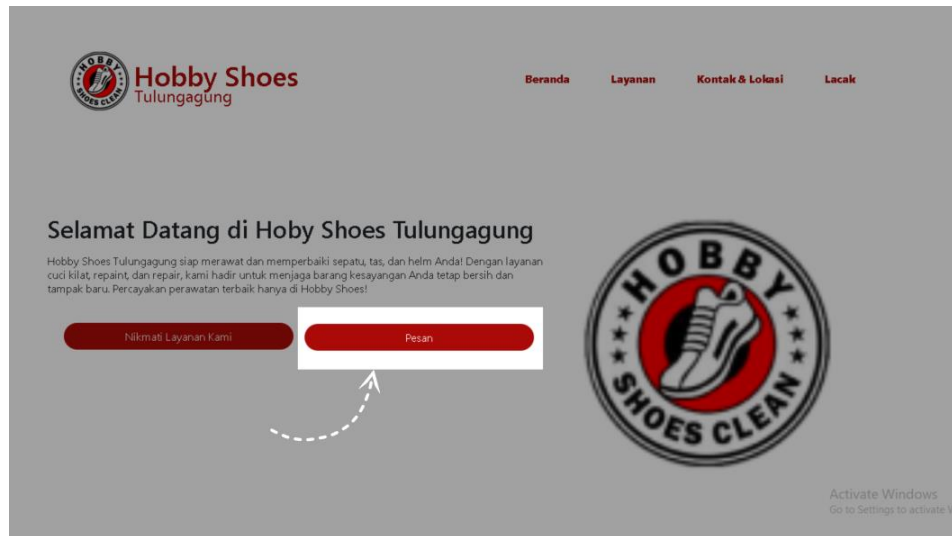 HOBBY
SHOES CLEAN
Hobby Shoes
Tulungagung
Beranda Layanan Kontak & Lokasi Lacak
Selamat Datang di Hoby Shoes Tulungagung
Hobby Shoes Tulungagung siap merawat dan memperbaiki sepatu, tas, dan helm Anda! Dengan layanan
cuci kilat, repaint, dan repair, kami hadir untuk menjaga barang kesayangan Anda tetap bersih dan
tampak baru. Percayakan perawatan terbaik hanya di Hobby Shoes!
Nikmati Layanan Kami
Pesan
HOBBY
SHOES CLEAN
Activate Windows
Go to Settings to activate